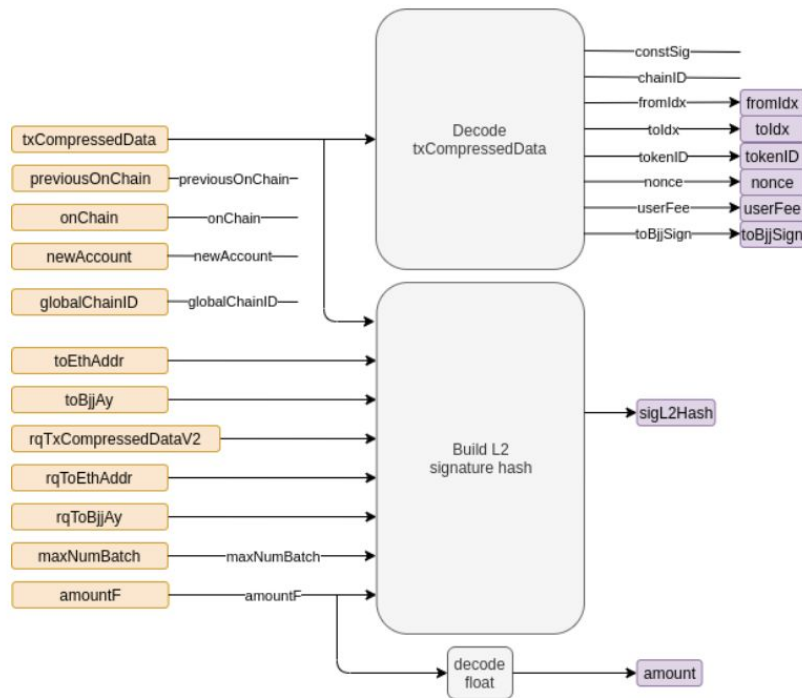 constSig
chainID
fromIdx fromIdx
Decode
txCompressedData
txCompressedData
toIdx toIdx
tokenID tokenID
previousOnChain previousOnChain
nonce nonce
userFee userFee
onChain onChain
toBjjSign toBjjSign
newAccount newAccount
globalChainID globalChainID
toEthAddr
toBjjAy
sigL2Hash
rqTxCompressedDataV2
Build L2
signature hash
rqToEthAddr
rqToBjjAy
maxNumBatch maxNumBatch
amountF amountF
decode
float
amount